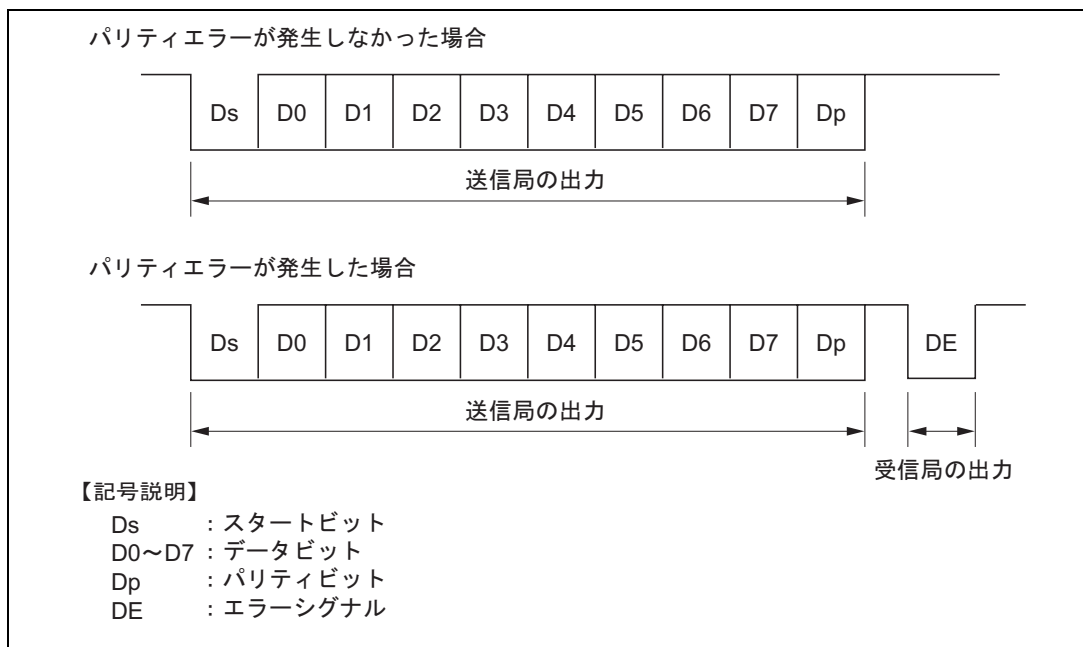 パリティエラーが発生しなかった場合
Ds D0 D1 D2 D3 D4 D5 D6 D7 Dp
送信局の出力
パリティエラーが発生した場合
Ds D0 D1 D2 D3 D4 D5 D6 D7 Dp DE
送信局の出力
受信局の出力
【記号説明】
Ds : スタートビット
D0～D7 : データビット
Dp : パリティビット
DE : エラーシグナル